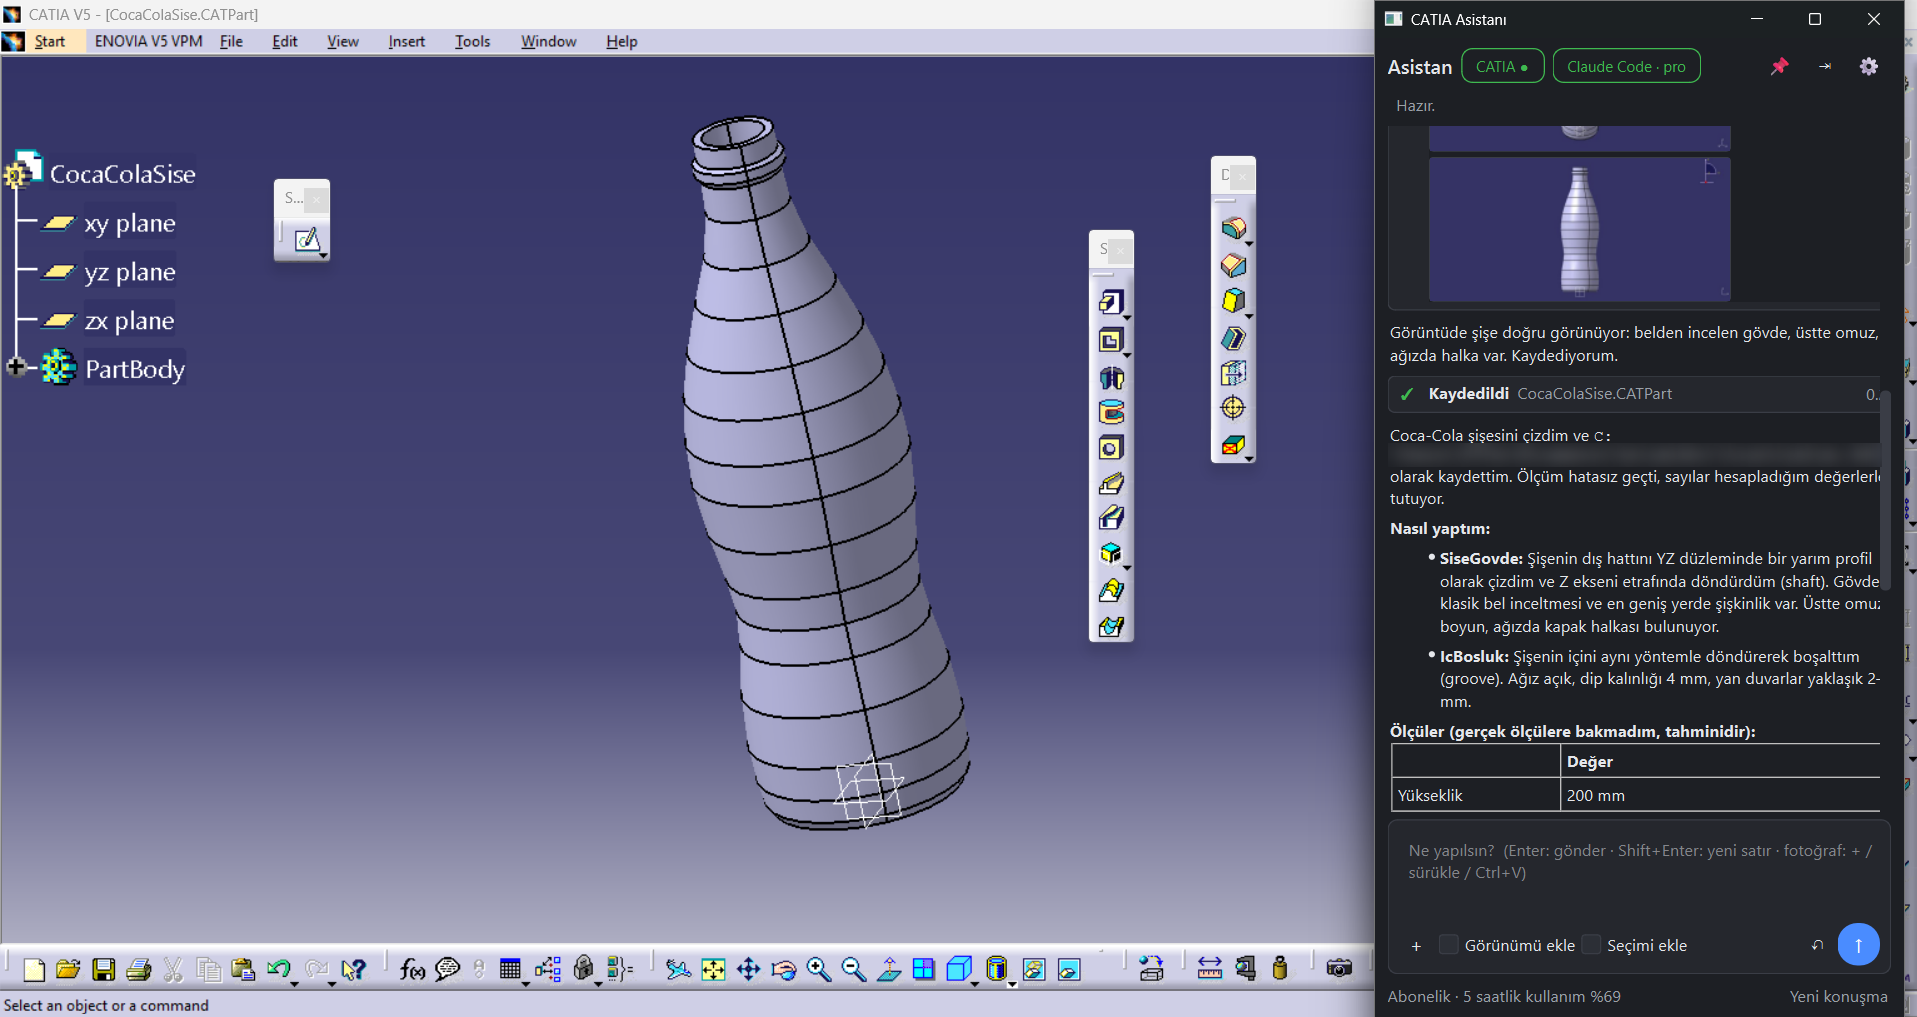 CATIA V5 - [CocaColaSise.CATPart]
Start ENOVIA V5 VPM File Edit View Insert Tools Window Help
CocaColaSise
xy plane
yz plane
zx plane
PartBody
S...
S
D
f(x)
Select an object or a command
CATIA Asistanı
Asistan CATIA ● Claude Code · pro
Hazır.
Görüntüde şişe doğru görünüyor: belden incelen gövde, üstte omuz,
ağızda halka var. Kaydediyorum.
✓ Kaydedildi CocaColaSise.CATPart 0.
Coca-Cola şişesini çizdim ve C:
olarak kaydettim. Ölçüm hatasız geçti, sayılar hesapladığım değerlerle
tutuyor.
Nasıl yaptım:
• SiseGovde: Şişenin dış hattını YZ düzleminde bir yarım profil
olarak çizdim ve Z ekseni etrafında döndürdüm (shaft). Gövde
klasik bel inceltmesi ve en geniş yerde şişkinlik var. Üstte omuz
boyun, ağızda kapak halkası bulunuyor.
• IcBosluk: Şişenin içini aynı yöntemle döndürerek boşalttım
(groove). Ağız açık, dip kalınlığı 4 mm, yan duvarlar yaklaşık 2-
mm.
Ölçüler (gerçek ölçülere bakmadım, tahminidir):
Değer
Yükseklik 200 mm
Ne yapılsın? (Enter: gönder · Shift+Enter: yeni satır · fotoğraf: + /
sürükle / Ctrl+V)
+ Görünümü ekle Seçimi ekle
Abonelik · 5 saatlik kullanım %69 Yeni konuşma